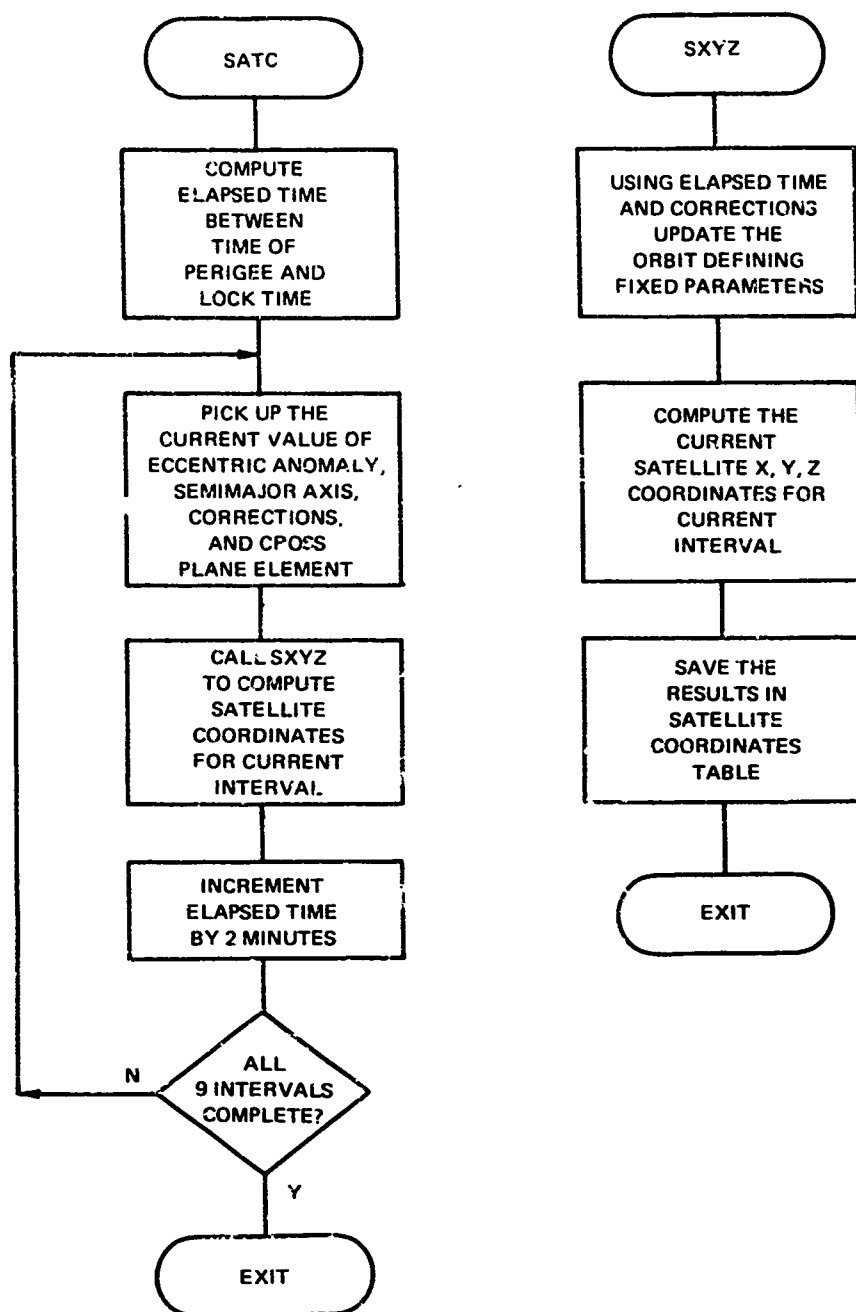 SATC
COMPUTE
ELAPSED TIME
BETWEEN
TIME OF
PERIGEE AND
LOCK TIME
PICK UP THE
CURRENT VALUE OF
ECCENTRIC ANOMALY,
SEMIMAJOR AXIS,
CORRECTIONS,
AND CPOSS
PLANE ELEMENT
CALL SXYZ
TO COMPUTE
SATELLITE
COORDINATES
FOR CURRENT
INTERVAL
INCREMENT
ELAPSED TIME
BY 2 MINUTES
ALL
9 INTERVALS
COMPLETE?
N
Y
EXIT
SXYZ
USING ELAPSED TIME
AND CORRECTIONS
UPDATE THE
ORBIT DEFINING
FIXED PARAMETERS
COMPUTE THE
CURRENT
SATELLITE X, Y, Z
COORDINATES FOR
CURRENT
INTERVAL
SAVE THE
RESULTS IN
SATELLITE
COORDINATES
TABLE
EXIT